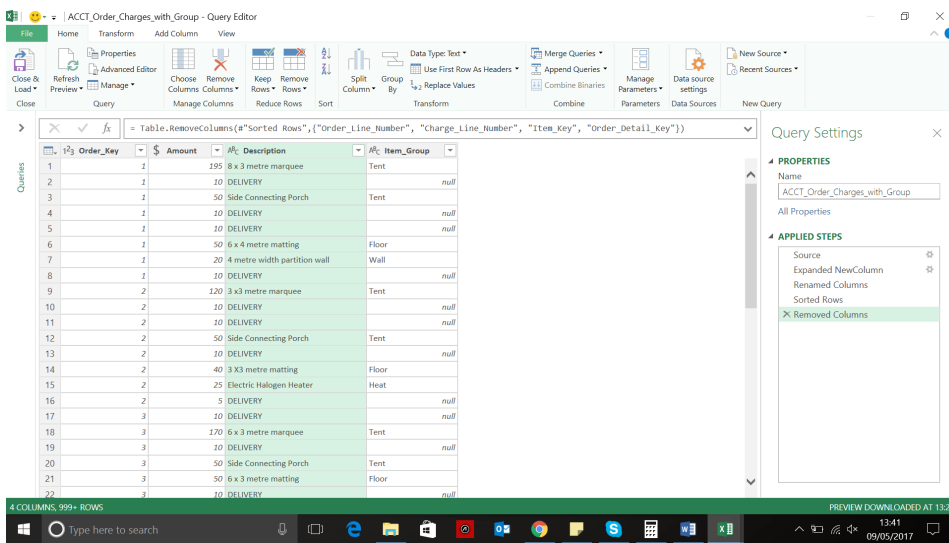 ACCT_Order_Charges_with_Group - Query Editor
File Home Transform Add Column View
Close & Load
Close
Refresh Preview
Properties
Advanced Editor
Manage
Query
Choose Columns
Remove Columns
Manage Columns
Keep Rows
Remove Rows
Reduce Rows
Sort
Split Column
Group By
Data Type: Text
Use First Row As Headers
Replace Values
Transform
Merge Queries
Append Queries
Combine Binaries
Combine
Manage Parameters
Parameters
Data source settings
Data Sources
New Source
Recent Sources
New Query
fx = Table.RemoveColumns(#"Sorted Rows",{"Order_Line_Number", "Charge_Line_Number", "Item_Key", "Order_Detail_Key"})
Queries
Order_Key $ Amount Description Item_Group
1 1 195 8 x 3 metre marquee Tent
2 1 10 DELIVERY null
3 1 50 Side Connecting Porch Tent
4 1 10 DELIVERY null
5 1 10 DELIVERY null
6 1 50 6 x 4 metre matting Floor
7 1 20 4 metre width partition wall Wall
8 1 10 DELIVERY null
9 2 120 3 x3 metre marquee Tent
10 2 10 DELIVERY null
11 2 10 DELIVERY null
12 2 50 Side Connecting Porch Tent
13 2 10 DELIVERY null
14 2 40 3 X3 metre matting Floor
15 2 25 Electric Halogen Heater Heat
16 2 5 DELIVERY null
17 3 10 DELIVERY null
18 3 170 6 x 3 metre marquee Tent
19 3 10 DELIVERY null
20 3 50 Side Connecting Porch Tent
21 3 50 6 x 3 metre matting Floor
22 3 10 DELIVERY null
Query Settings
PROPERTIES
Name
ACCT_Order_Charges_with_Group
All Properties
APPLIED STEPS
Source
Expanded NewColumn
Renamed Columns
Sorted Rows
Removed Columns
4 COLUMNS, 999+ ROWS
PREVIEW DOWNLOADED AT 13:2
Type here to search
13:41
09/05/2017